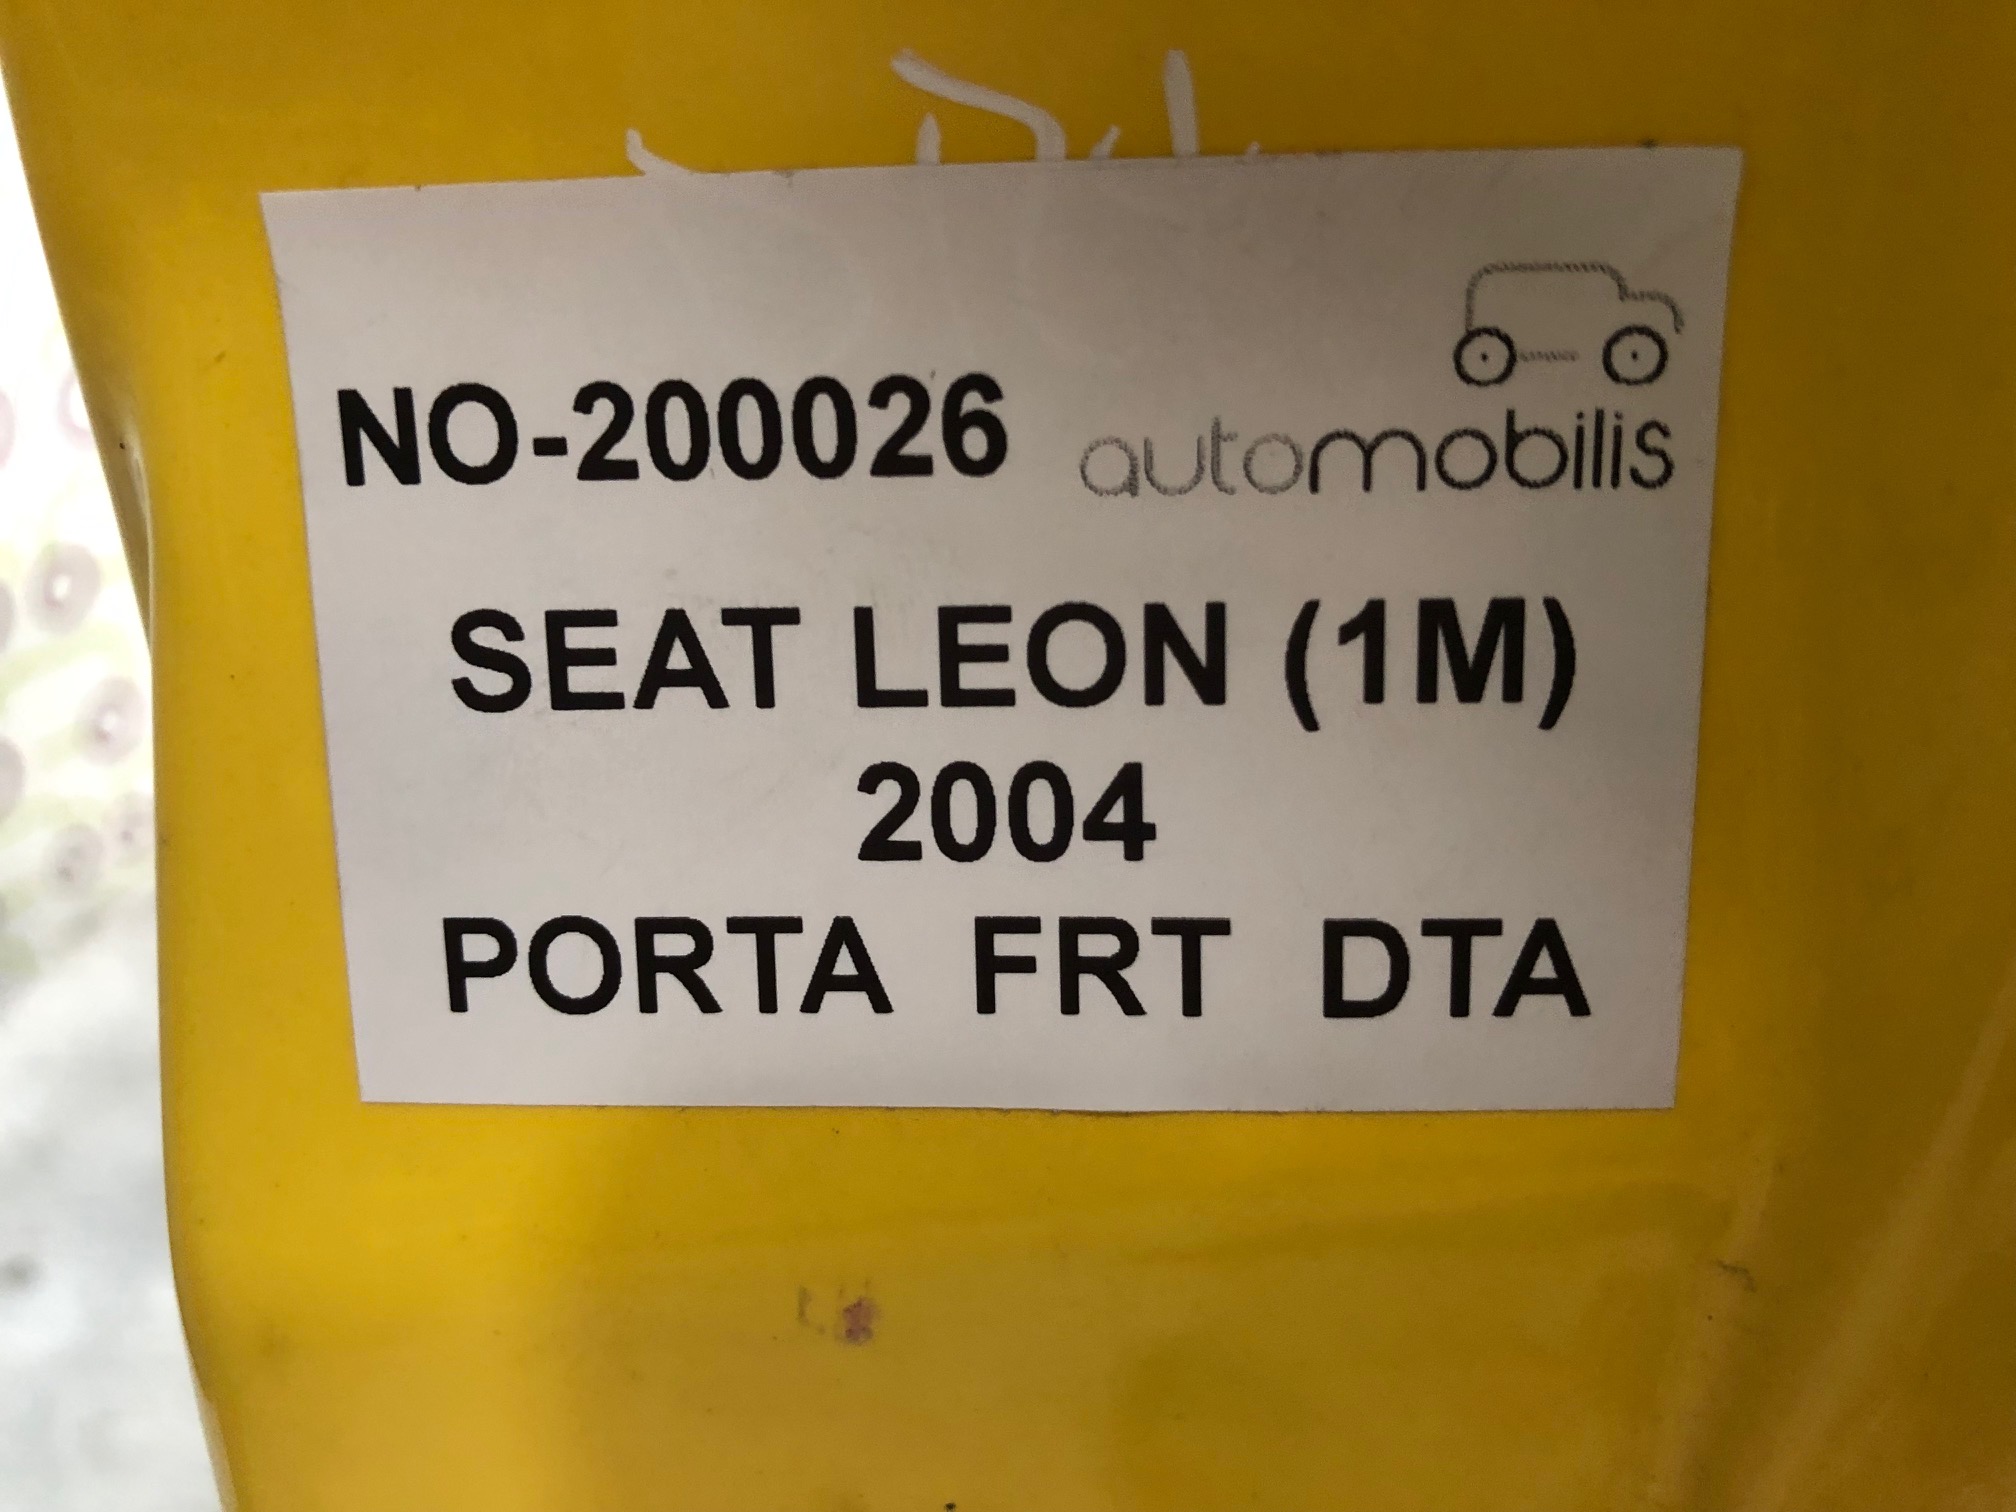 NO-200026 automobilis
SEAT LEON (1M)
2004
PORTA FRT DTA